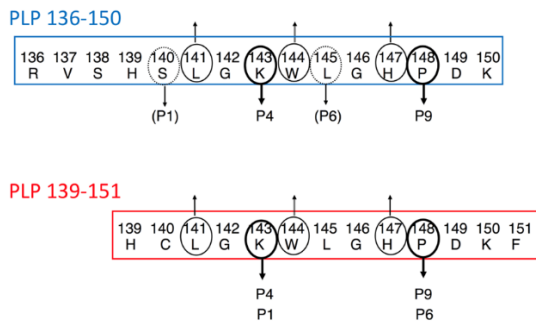 PLP 136-150
136 137 138 139 140 141 142 143 144 145 146 147 148 149 150
R V S H S L G K W L G H P D K
(P1) P4 (P6) P9
PLP 139-151
139 140 141 142 143 144 145 146 147 148 149 150 151
H C L G K W L G H P D K F
P4 P9
P1 P6